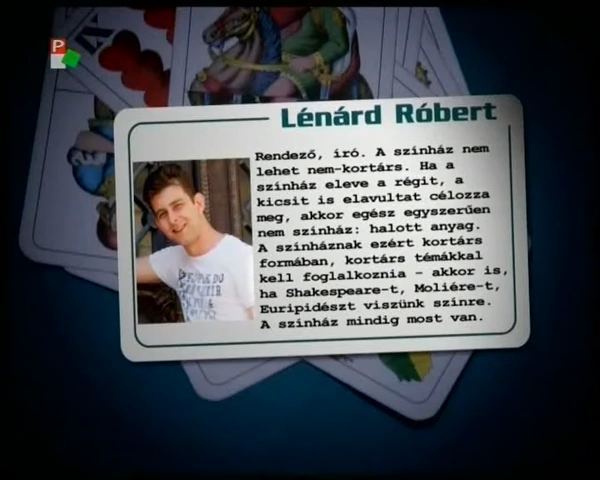 P
Lénárd Róbert
Rendező, író. A színház nem
lehet nem-kortárs. Ha a
színház eleve a régit, a
kicsit is elavultat célozza
meg, akkor egész egyszerűen
nem színház: halott anyag.
A színháznak ezért kortárs
formában, kortárs témákkal
kell foglalkoznia - akkor is,
ha Shakespeare-t, Moliére-t,
Euripidészt viszünk színre.
A színház mindig most van.